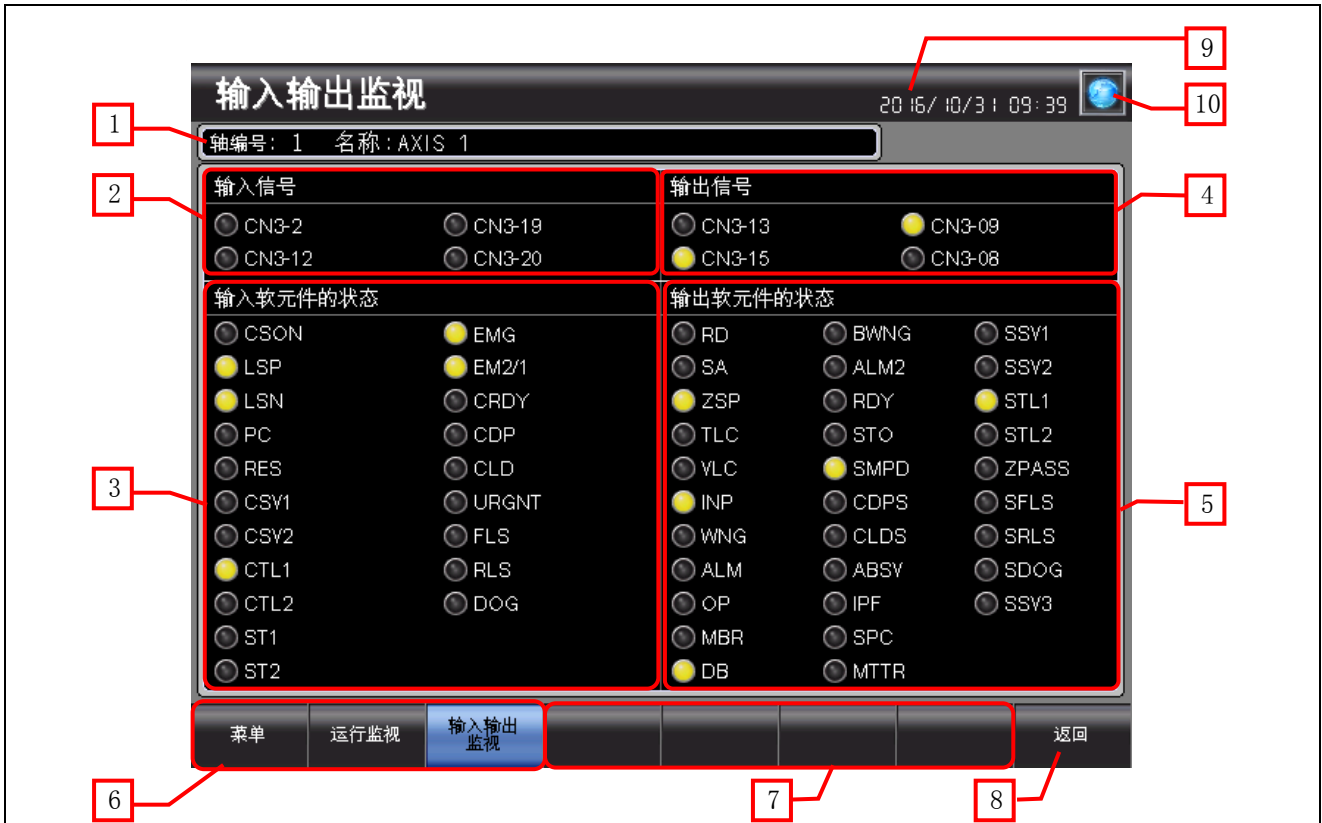 9
输入输出监视
2016/10/31 09:39
10
1
轴编号: 1 名称:AXIS 1
2
输入信号
输出信号
4
CN3-2 CN3-19 CN3-13 CN3-09
CN3-12 CN3-20 CN3-15 CN3-08
输入软元件的状态
输出软元件的状态
CSON EMG RD BWNG SSV1
LSP EM2/1 SA ALM2 SSV2
LSN CRDY ZSP RDY STL1
PC CDP TLC STO STL2
RES CLD VLC SMPD ZPASS
3
5
CSV1 URGNT INP CDPS SFLS
CSV2 FLS WNG CLDS SRLS
CTL1 RLS ALM ABSV SDOG
CTL2 DOG OP IPF SSV3
ST1 MBR SPC
ST2 DB MTTR
菜单
运行监视
输入输出
监视
返回
6
7
8